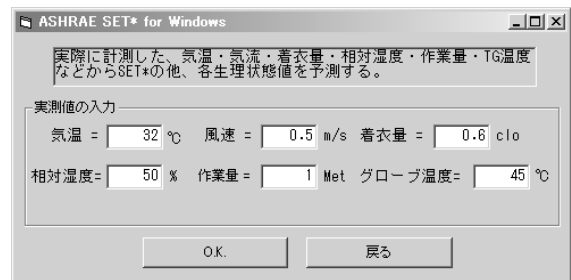 ASHRAE SET* for Windows
実際に計測した、気温・気流・着衣量・相対湿度・作業量・TG温度
などからSET*の他、各生理状態値を予測する。
実測値の入力
気温 = 32 ℃ 風速 = 0.5 m/s 着衣量 = 0.6 clo
相対湿度= 50 % 作業量 = 1 Met グローブ温度= 45 ℃
O.K. 戻る